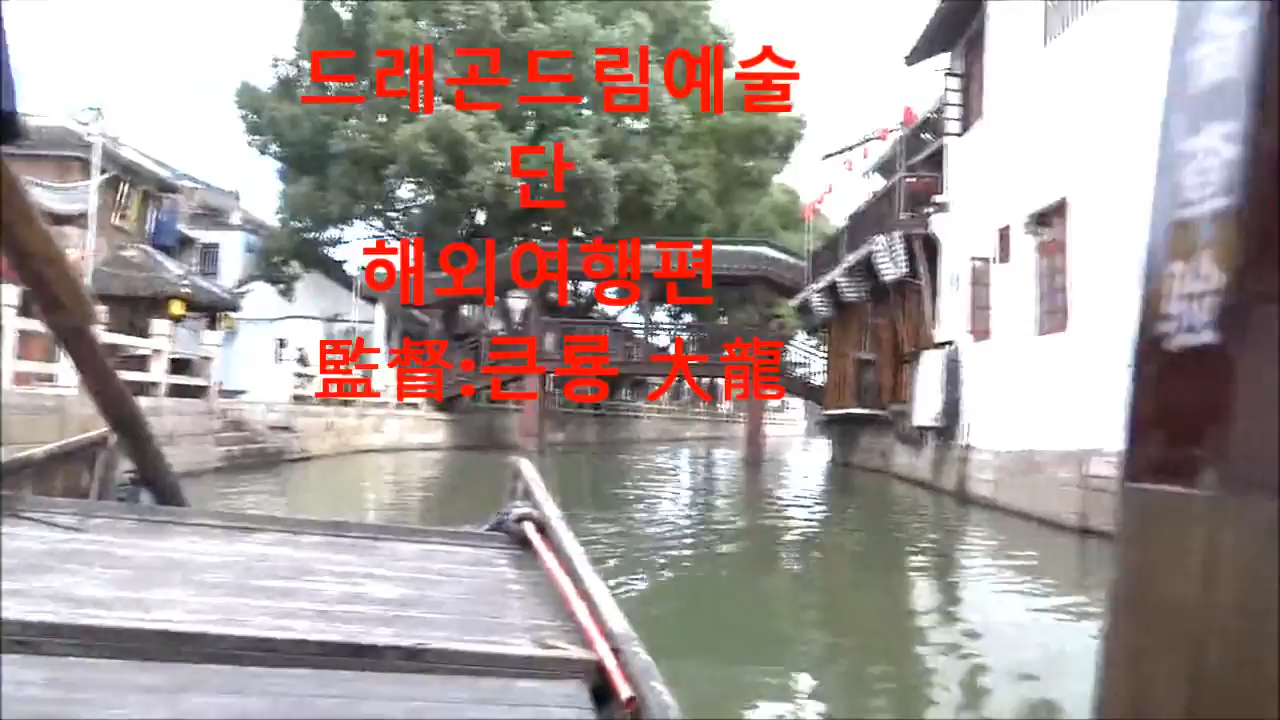 드래곤드림예술
단
해외여행편
監督:큰룡 大龍